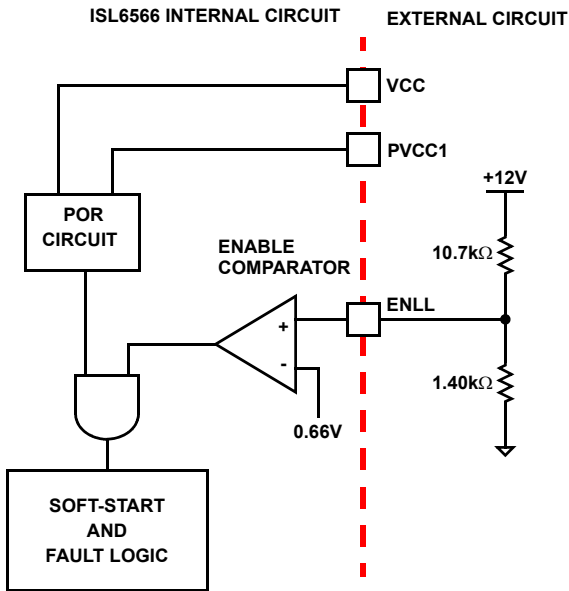 ISL6566 INTERNAL CIRCUIT
EXTERNAL CIRCUIT
VCC
PVCC1
+12V
POR
CIRCUIT
10.7kΩ
ENABLE
COMPARATOR
ENLL
+
-
1.40kΩ
0.66V
SOFT-START
AND
FAULT LOGIC